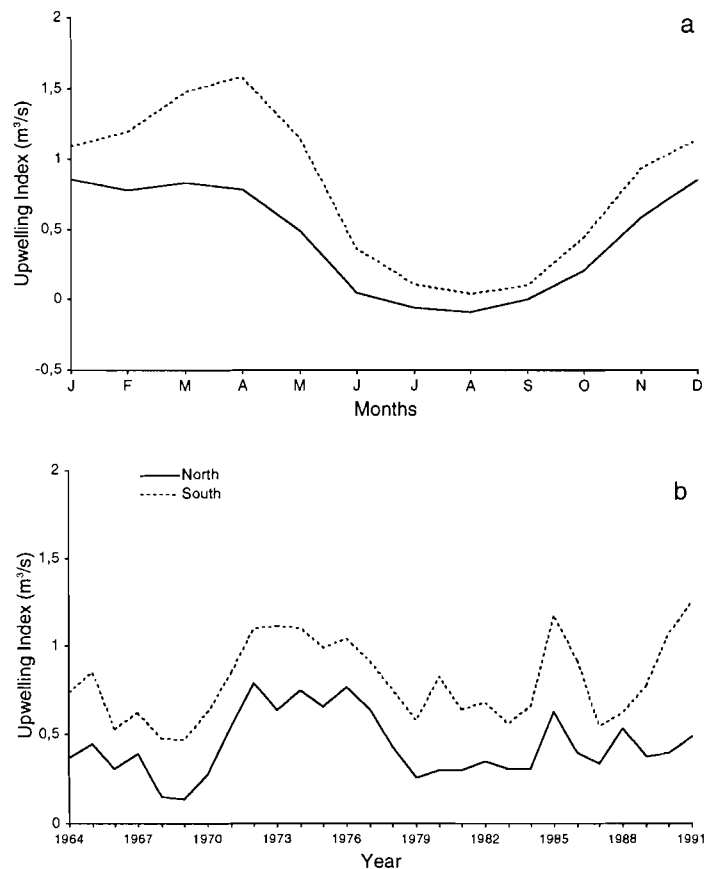 a
Upwelling Index (m³/s)
2
1,5
1
0,5
0
-0,5
J F M A M J J A S O N D
Months
b
North
South
Upwelling Index (m³/s)
2
1,5
1
0,5
0
1964 1967 1970 1973 1976 1979 1982 1985 1988 1991
Year